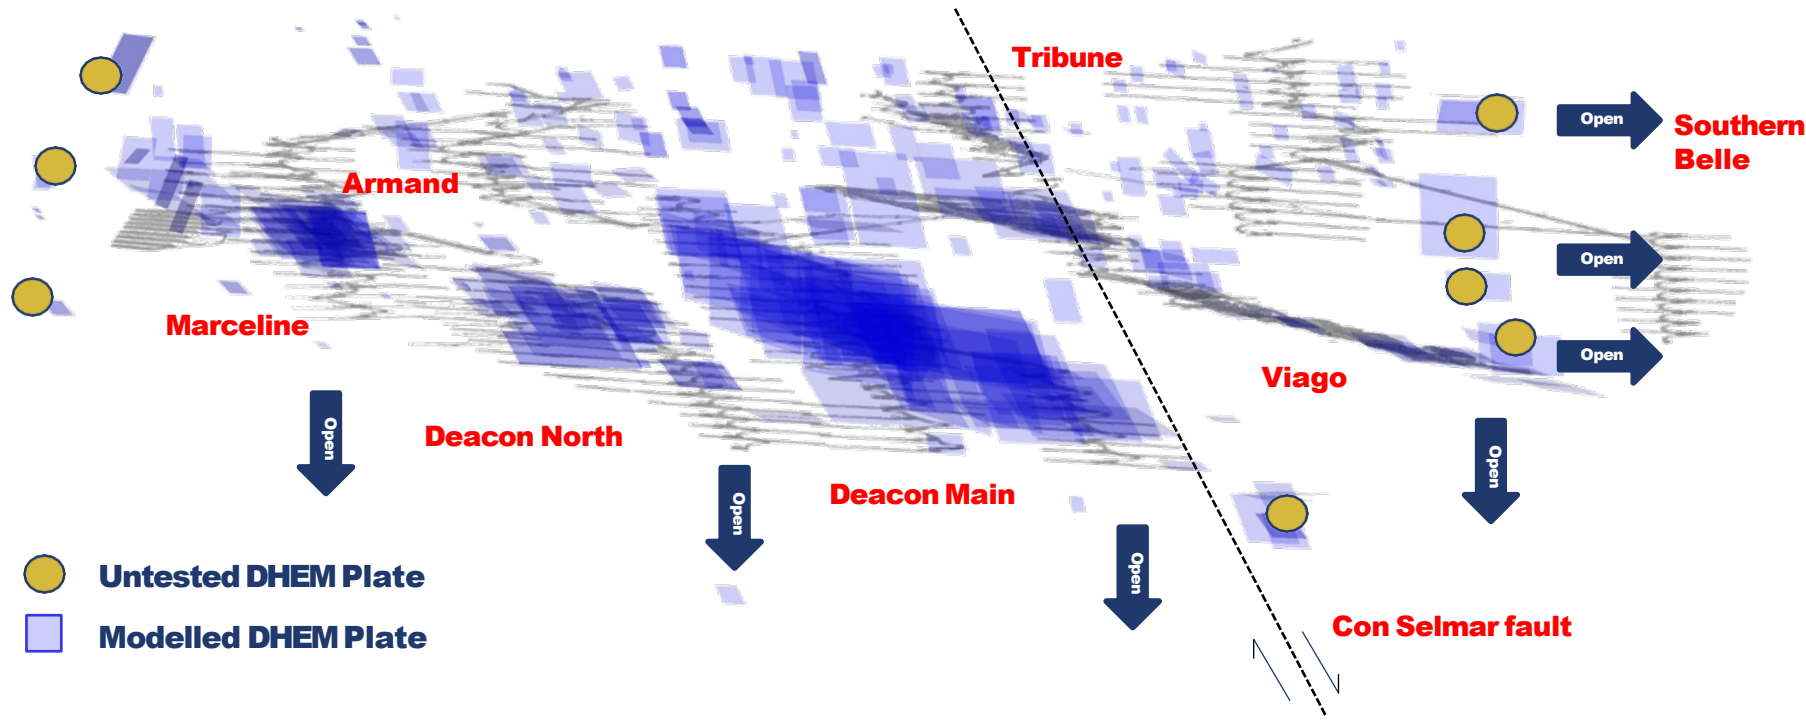 Tribune
Open
Southern
Belle
Armand
Open
Marceline
Open
Viago
Open
Deacon North
Open
Deacon Main
Open
Open
Untested DHEM Plate
Con Selmar fault
Modelled DHEM Plate